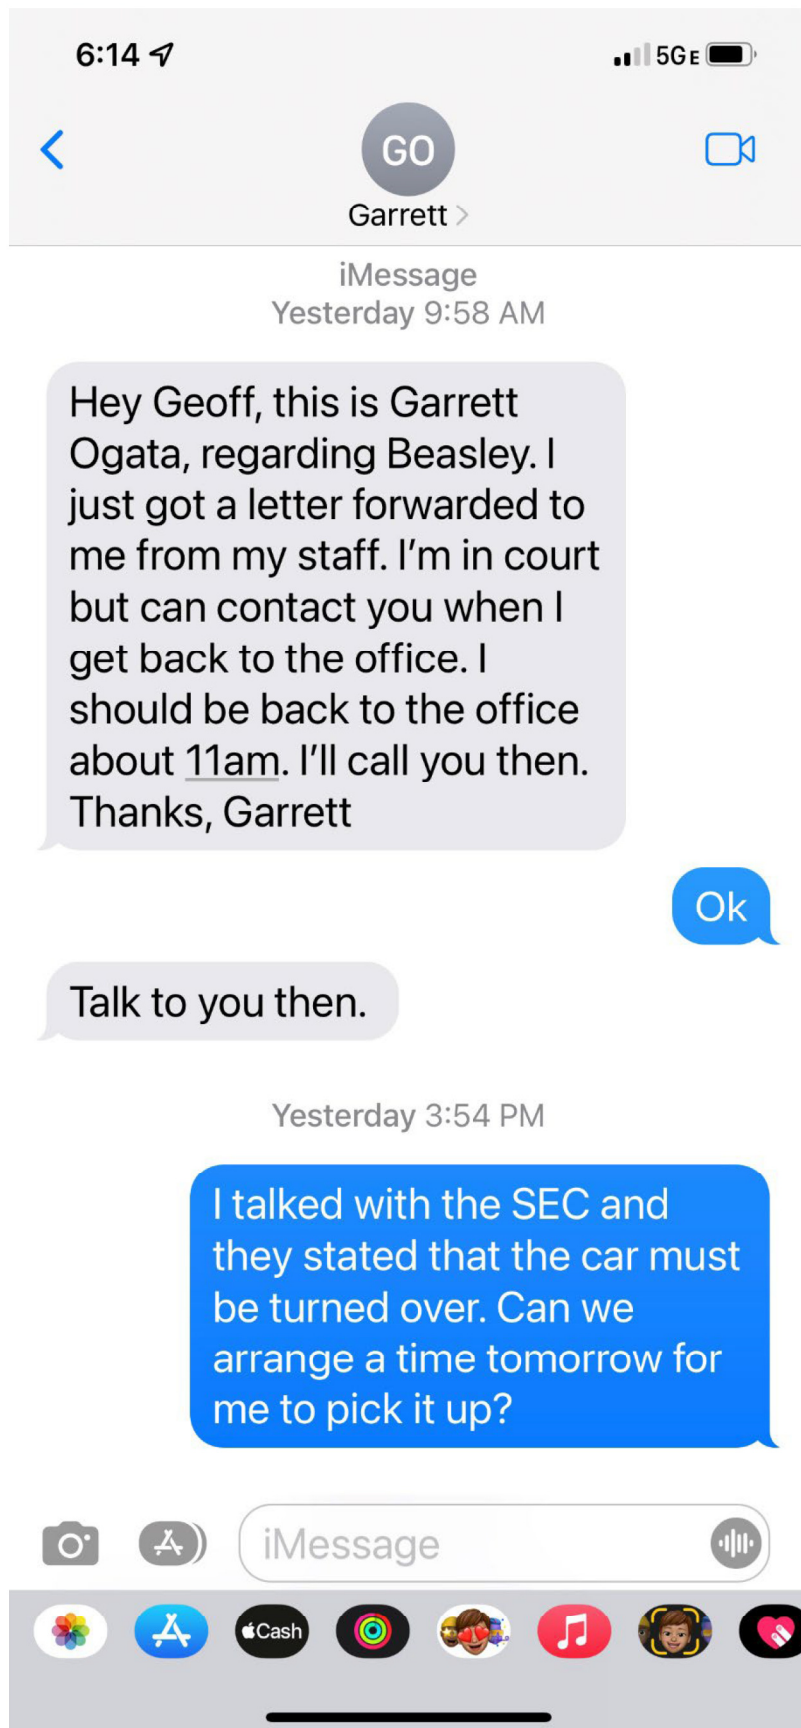 6:14
5GE
GO
Garrett
iMessage
Yesterday 9:58 AM
Hey Geoff, this is Garrett
Ogata, regarding Beasley. I
just got a letter forwarded to
me from my staff. I’m in court
but can contact you when I
get back to the office. I
should be back to the office
about 11am. I’ll call you then.
Thanks, Garrett
Ok
Talk to you then.
Yesterday 3:54 PM
I talked with the SEC and
they stated that the car must
be turned over. Can we
arrange a time tomorrow for
me to pick it up?
iMessage
Cash